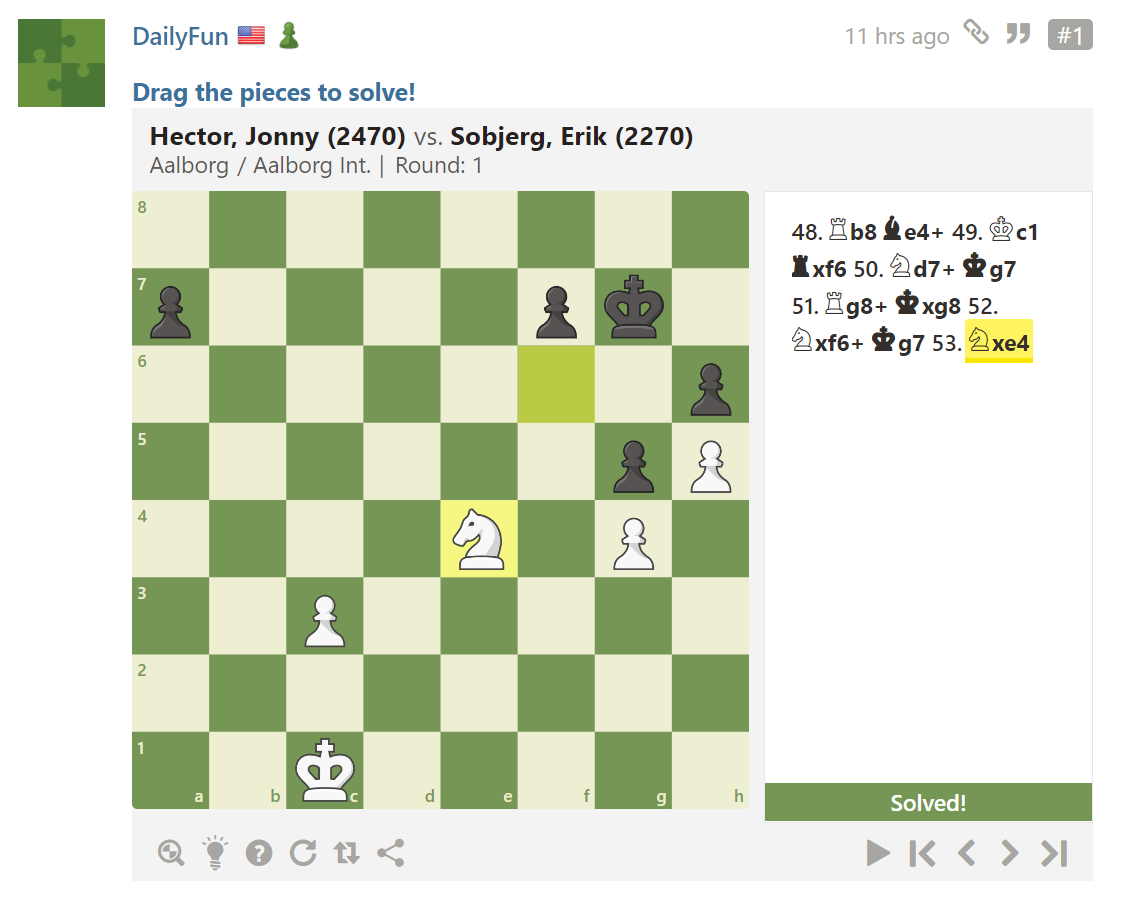 DailyFun
11 hrs ago
#1
Drag the pieces to solve!
Hector, Jonny (2470) vs. Sobjerg, Erik (2270)
Aalborg / Aalborg Int. | Round: 1
8
7
6
5
4
3
2
1
a b c d e f g h
48. ♖b8 ♝e4+ 49. ♔c1
♜xf6 50. ♘d7+ ♚g7
51. ♖g8+ ♚xg8 52.
♘xf6+ ♚g7 53. ♘xe4
Solved!